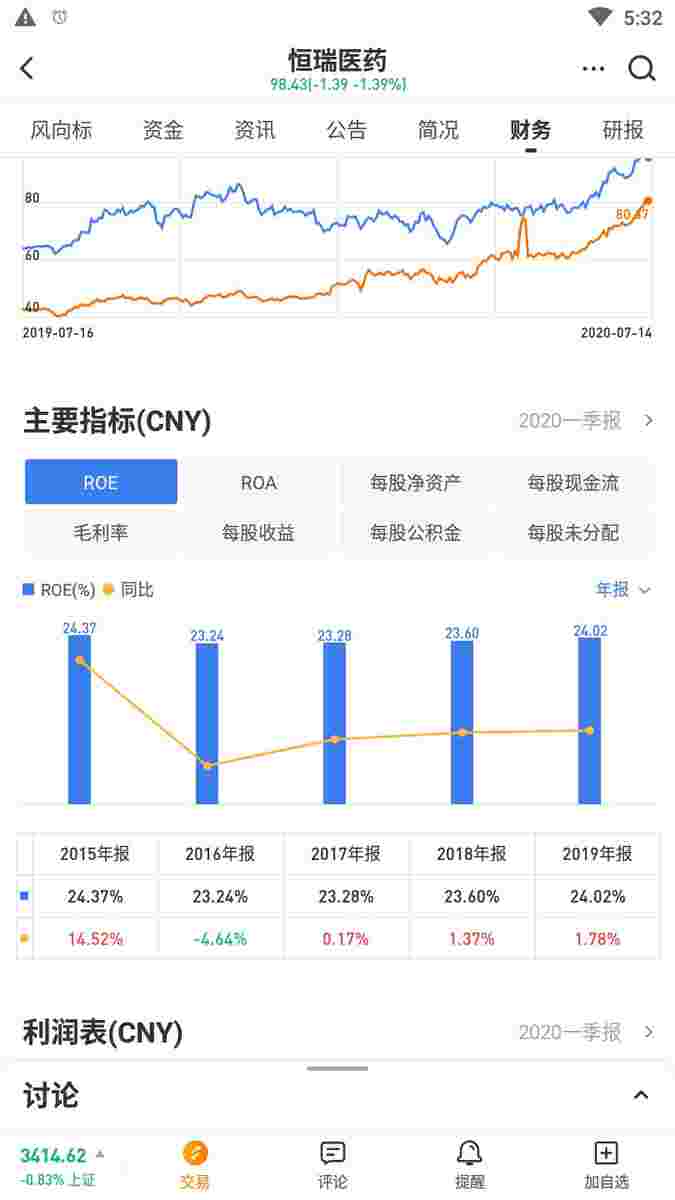 5:32
恒瑞医药
98.43(-1.39 -1.39%)
风向标 资金 资讯 公告 简况 财务 研报
80
80.47
60
40
2019-07-16 2020-07-14
主要指标(CNY) 2020一季报
ROE ROA 每股净资产 每股现金流
毛利率 每股收益 每股公积金 每股未分配
ROE(%) 同比 年报
24.37 23.24 23.28 23.60 24.02
2015年报 2016年报 2017年报 2018年报 2019年报
24.37% 23.24% 23.28% 23.60% 24.02%
14.52% -4.64% 0.17% 1.37% 1.78%
利润表(CNY) 2020一季报
讨论
3414.62
-0.83% 上证
交易 评论 提醒 加自选